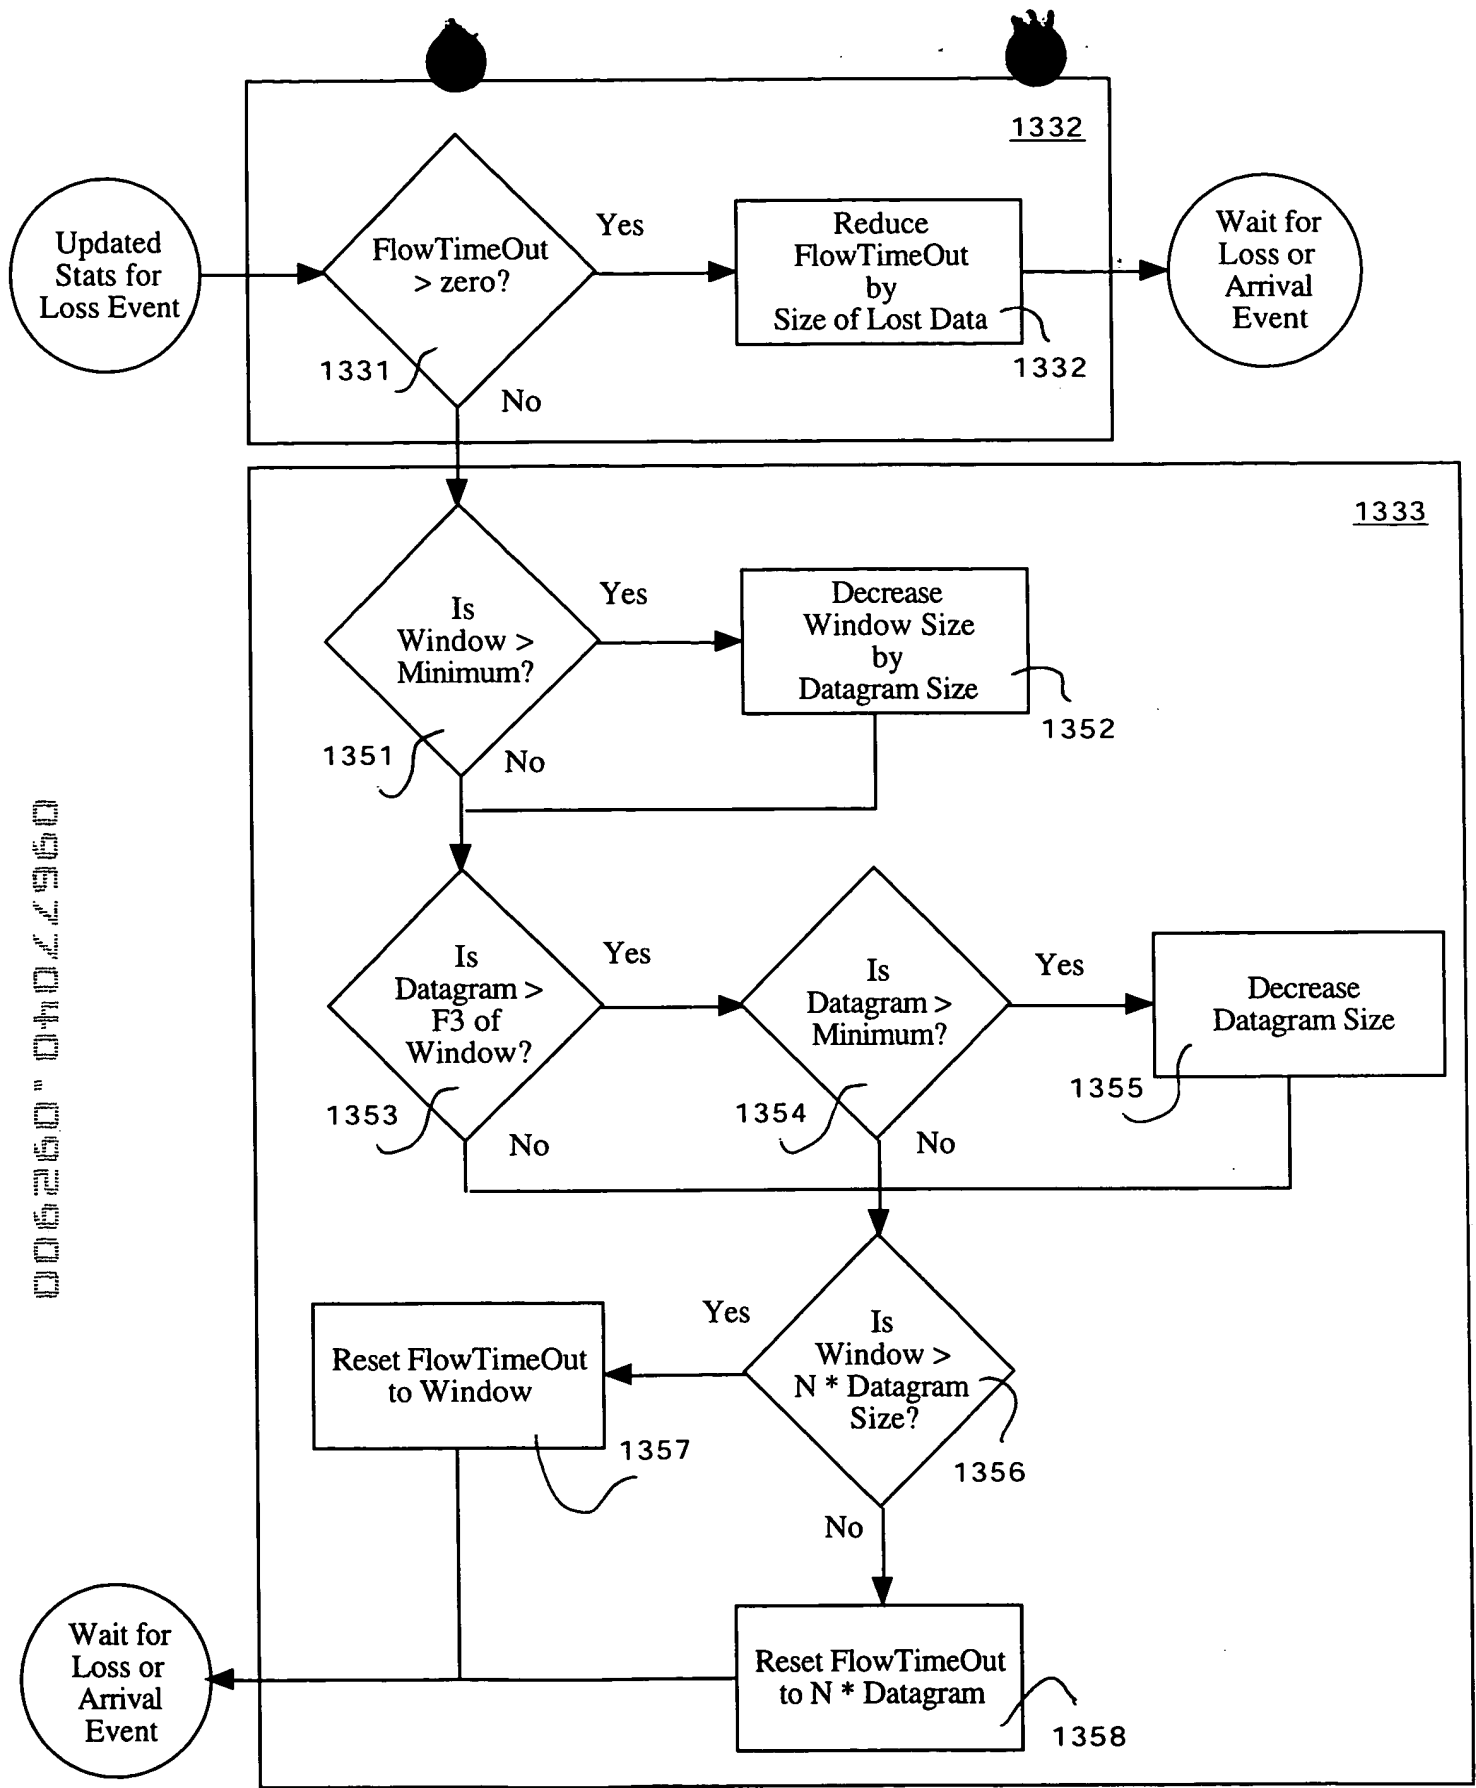 1332
Updated
Stats for
Loss Event
FlowTimeOut
> zero?
Yes
Reduce
FlowTimeOut
by
Size of Lost Data
Wait for
Loss or
Arrival
Event
1331
1332
No
1333
Is
Window >
Minimum?
Yes
Decrease
Window Size
by
Datagram Size
1351
1352
No
Is
Datagram >
F3 of
Window?
Yes
Is
Datagram >
Minimum?
Yes
Decrease
Datagram Size
1353
1354
1355
No
No
Is
Window >
N * Datagram
Size?
Yes
Reset FlowTimeOut
to Window
1357
1356
No
Reset FlowTimeOut
to N * Datagram
1358
Wait for
Loss or
Arrival
Event
09677040.092900